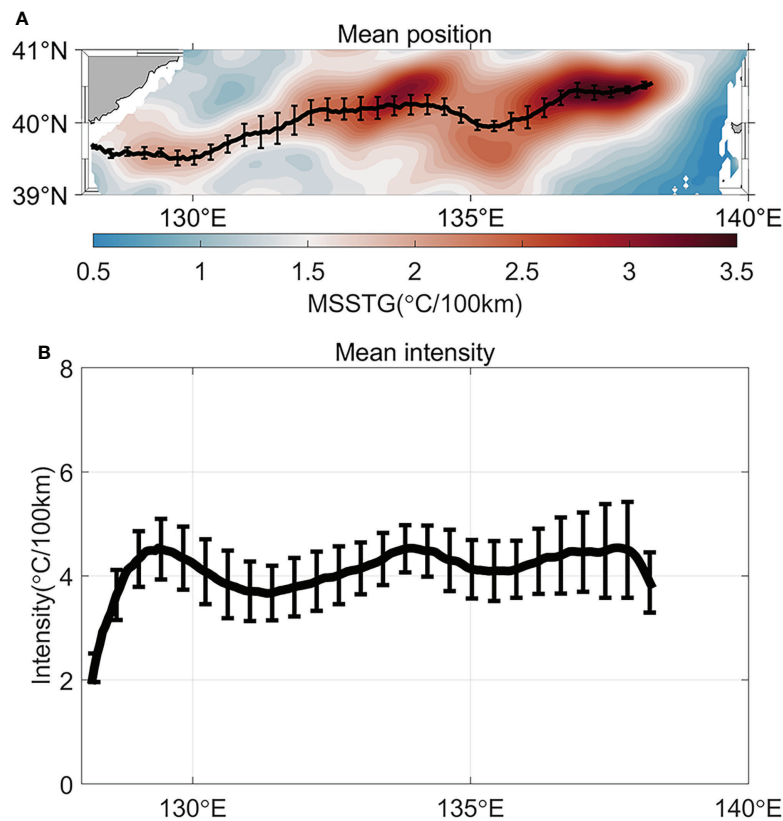 A
Mean position
41°N
40°N
39°N
130°E 135°E 140°E
0.5 1 1.5 2 2.5 3 3.5
MSSTG(°C/100km)
B
Mean intensity
8
6
4
2
0
Intensity(°C/100km)
130°E 135°E 140°E